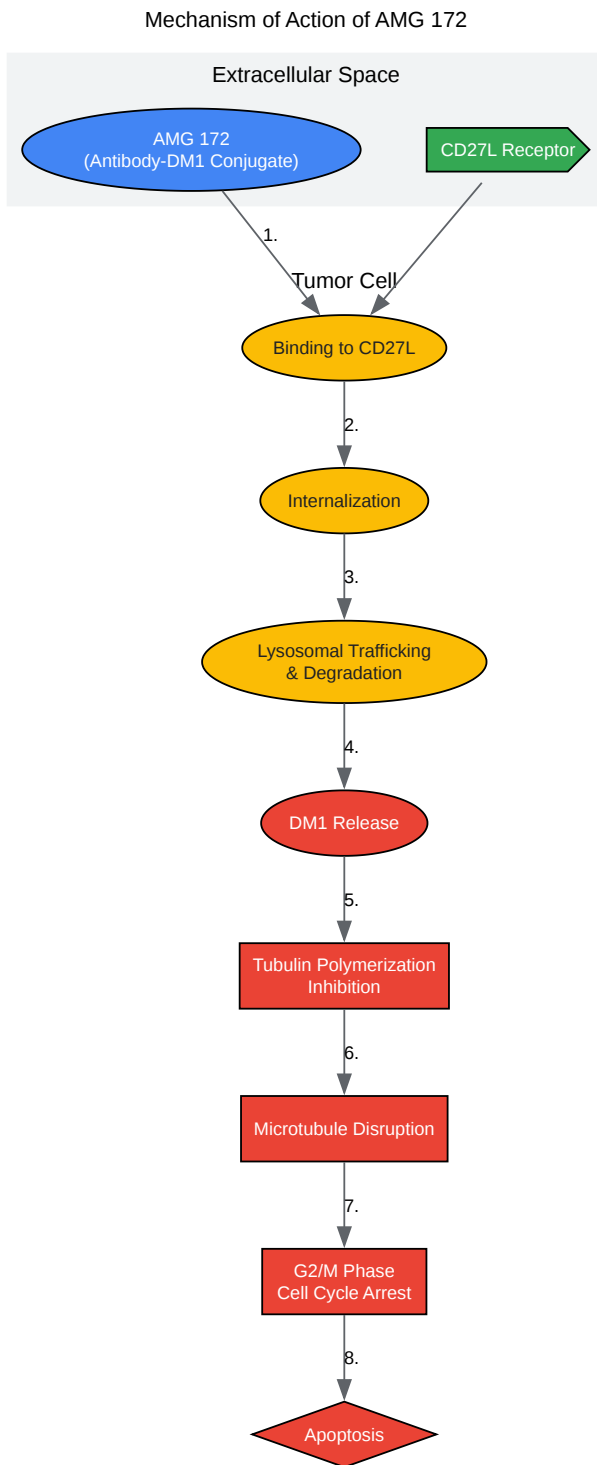 Mechanism of Action of AMG 172
Extracellular Space
AMG 172
(Antibody-DM1 Conjugate)
CD27L Receptor
1.
Tumor Cell
Binding to CD27L
2.
Internalization
3.
Lysosomal Trafficking
& Degradation
4.
DM1 Release
5.
Tubulin Polymerization
Inhibition
6.
Microtubule Disruption
7.
G2/M Phase
Cell Cycle Arrest
8.
Apoptosis